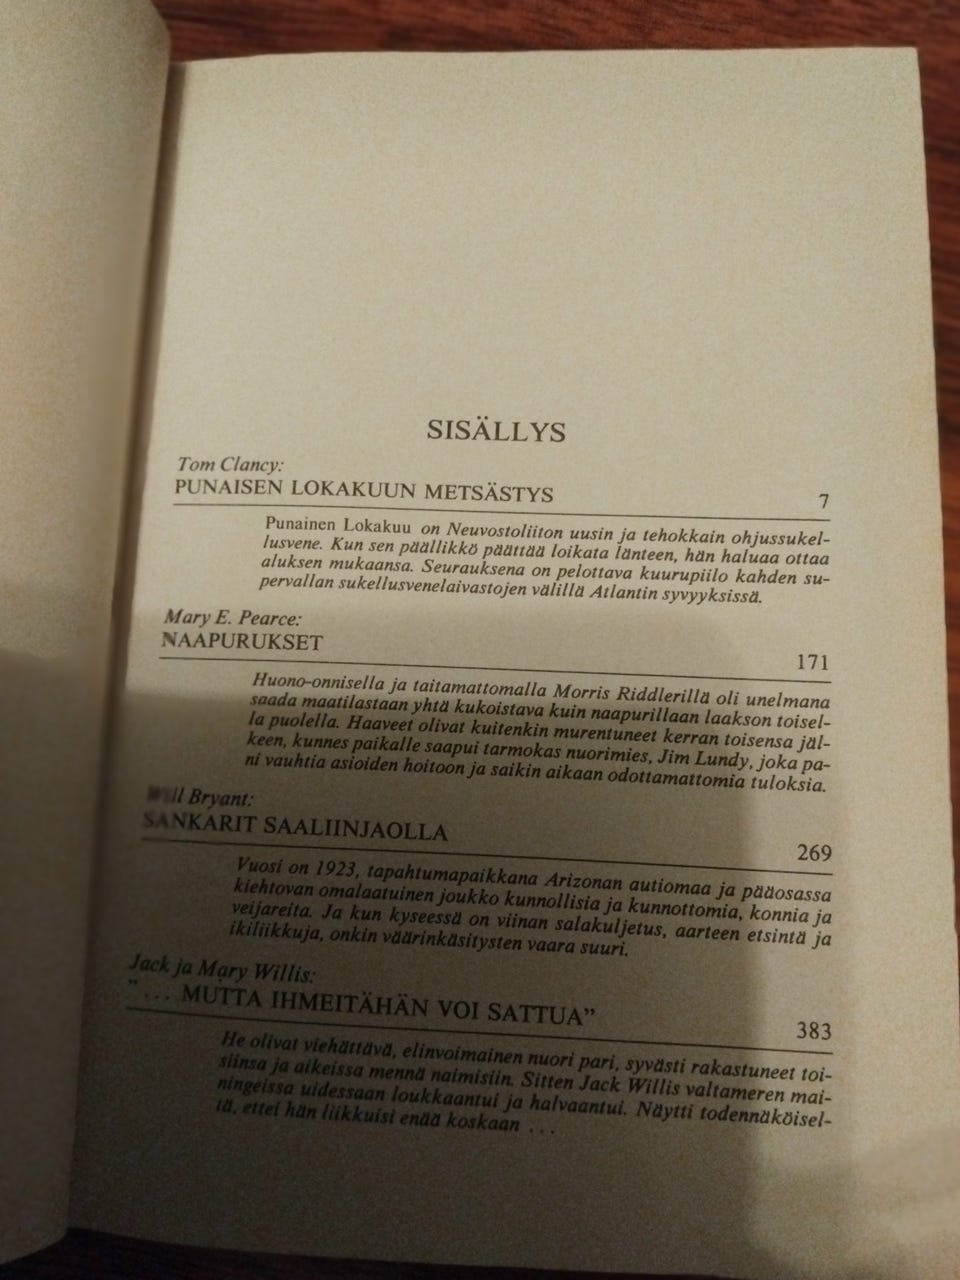 SISÄLLYS
Tom Clancy:
PUNAISEN LOKAKUUN METSÄSTYS 7
Punainen Lokakuu on Neuvostoliiton uusin ja tehokkain ohjussukel-
lusvene. Kun sen päällikkö päättää loikata länteen, hän haluaa ottaa
aluksen mukaansa. Seurauksena on pelottava kuurupiilo kahden su-
pervallan sukellusvenelaivastojen välillä Atlantin syvyyksissä.
Mary E. Pearce:
NAAPURUKSET 171
Huono-onnisella ja taitamattomalla Morris Riddlerillä oli unelmana
saada maatilastaan yhtä kukoistava kuin naapurillaan laakson toisel-
la puolella. Haaveet olivat kuitenkin murentuneet kerran toisensa jäl-
keen, kunnes paikalle saapui tarmokas nuorimies, Jim Lundy, joka pa-
ni vauhtia asioiden hoitoon ja saikin aikaan odottamattomia tuloksia.
Will Bryant:
SANKARIT SAALIINJAOLLA 269
Vuosi on 1923, tapahtumapaikkana Arizonan autiomaa ja pääosassa
kiehtovan omalaatuinen joukko kunnollisia ja kunnottomia, konnia ja
veijareita. Ja kun kyseessä on viinan salakuljetus, aarteen etsintä ja
ikiliikkuja, onkin väärinkäsitysten vaara suuri.
Jack ja Mary Willis:
"... MUTTA IHMEITÄHÄN VOI SATTUA" 383
He olivat viehättävä, elinvoimainen nuori pari, syvästi rakastuneet toi-
siinsa ja aikeissa mennä naimisiin. Sitten Jack Willis valtameren mai-
ningeissa uidessaan loukkaantui ja halvaantui. Näytti todennäköisel-
tä, ettei hän liikkuisi enää koskaan ...